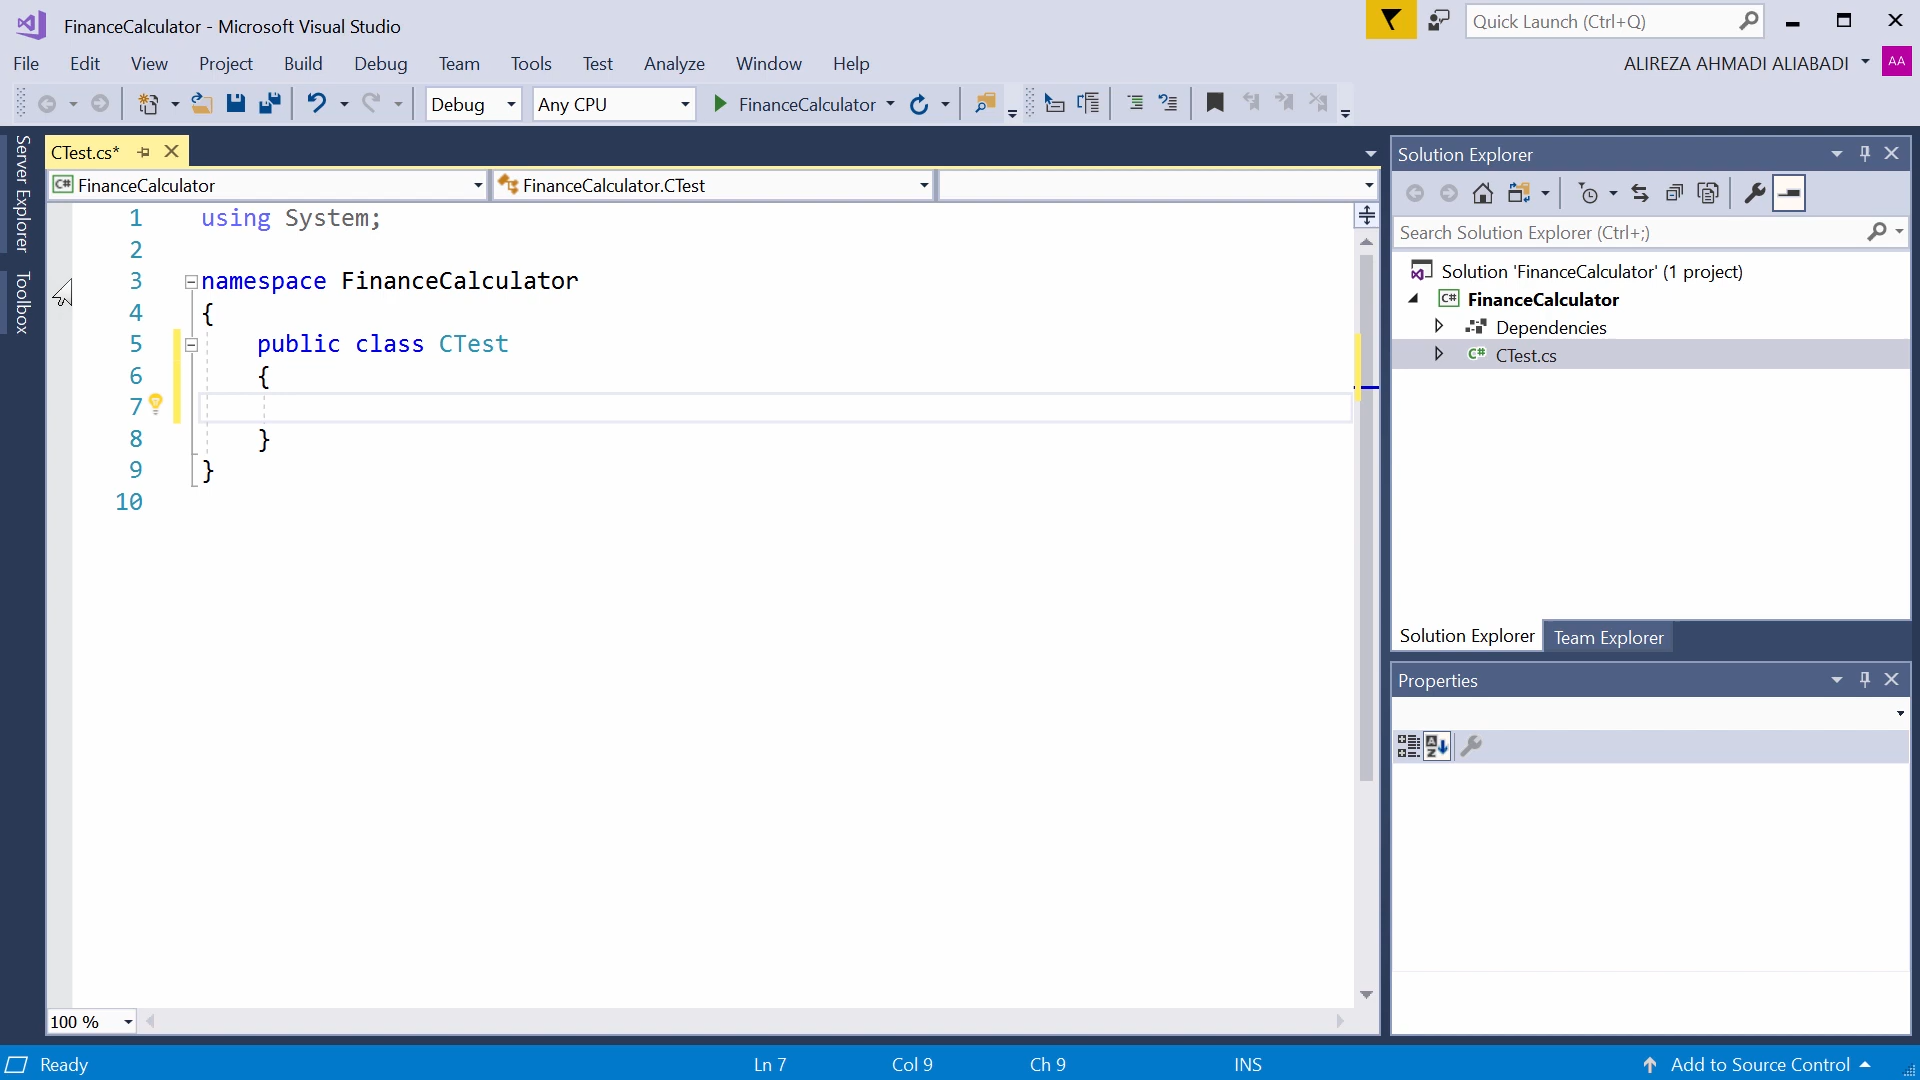 FinanceCalculator - Microsoft Visual Studio
Quick Launch (Ctrl+Q)
File Edit View Project Build Debug Team Tools Test Analyze Window Help
ALIREZA AHMADI ALIABADI AA
Debug Any CPU FinanceCalculator
Server Explorer
Toolbox
CTest.cs*
C# FinanceCalculator FinanceCalculator.CTest
1 using System;
2
3 namespace FinanceCalculator
4 {
5 public class CTest
6 {
7
8 }
9 }
10
100 %
Solution Explorer
Search Solution Explorer (Ctrl+;)
Solution 'FinanceCalculator' (1 project)
C# FinanceCalculator
Dependencies
C# CTest.cs
Solution Explorer Team Explorer
Properties
Ready Ln 7 Col 9 Ch 9 INS Add to Source Control